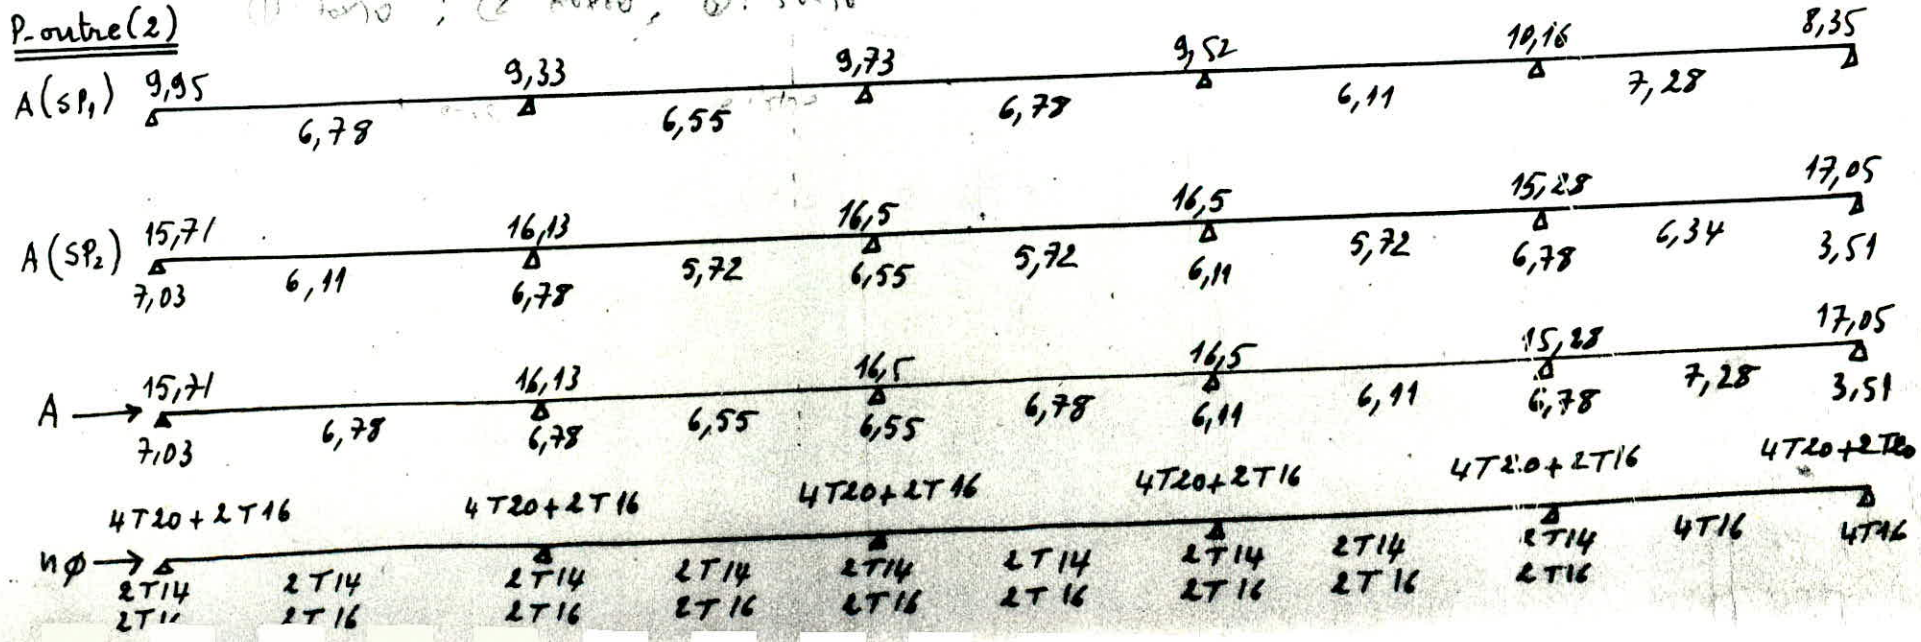 P-outre(2)
A(SP₁) 9,95 9,33 9,73 9,52 10,16 8,35
6,78 6,55 6,78 6,11 7,28
A(SP₂) 15,71 16,13 16,5 16,5 15,28 17,05
7,03 6,11 6,78 5,72 6,55 5,72 6,11 5,72 6,78 6,34 3,51
A → 15,71 16,13 16,5 16,5 15,28 17,05
7,03 6,78 6,78 6,55 6,55 6,78 6,11 6,11 6,78 7,28 3,51
4T20+2T16 4T20+2T16 4T20+2T16 4T20+2T16 4T20+2T16 4T20+2T20
nφ → 2T14 2T14 2T14 2T14 2T14 2T14 2T14 2T14 2T14 4T16 4T16
2T16 2T16 2T16 2T16 2T16 2T16 2T16 2T16